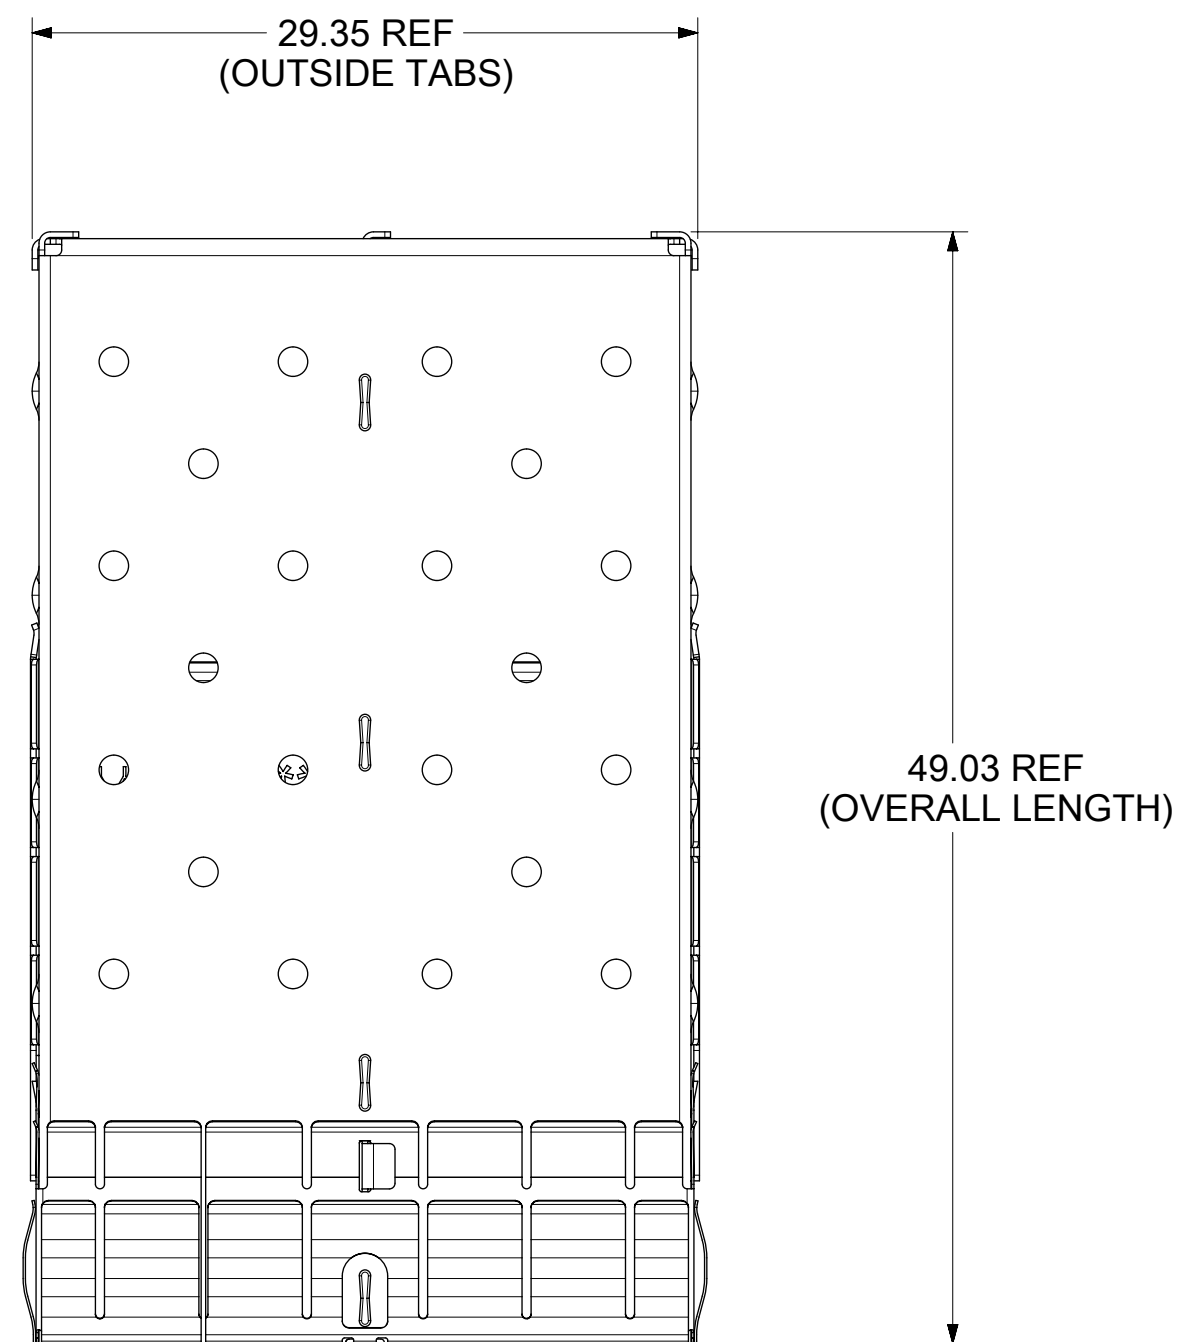 29.35 REF
(OUTSIDE TABS)
49.03 REF
(OVERALL LENGTH)